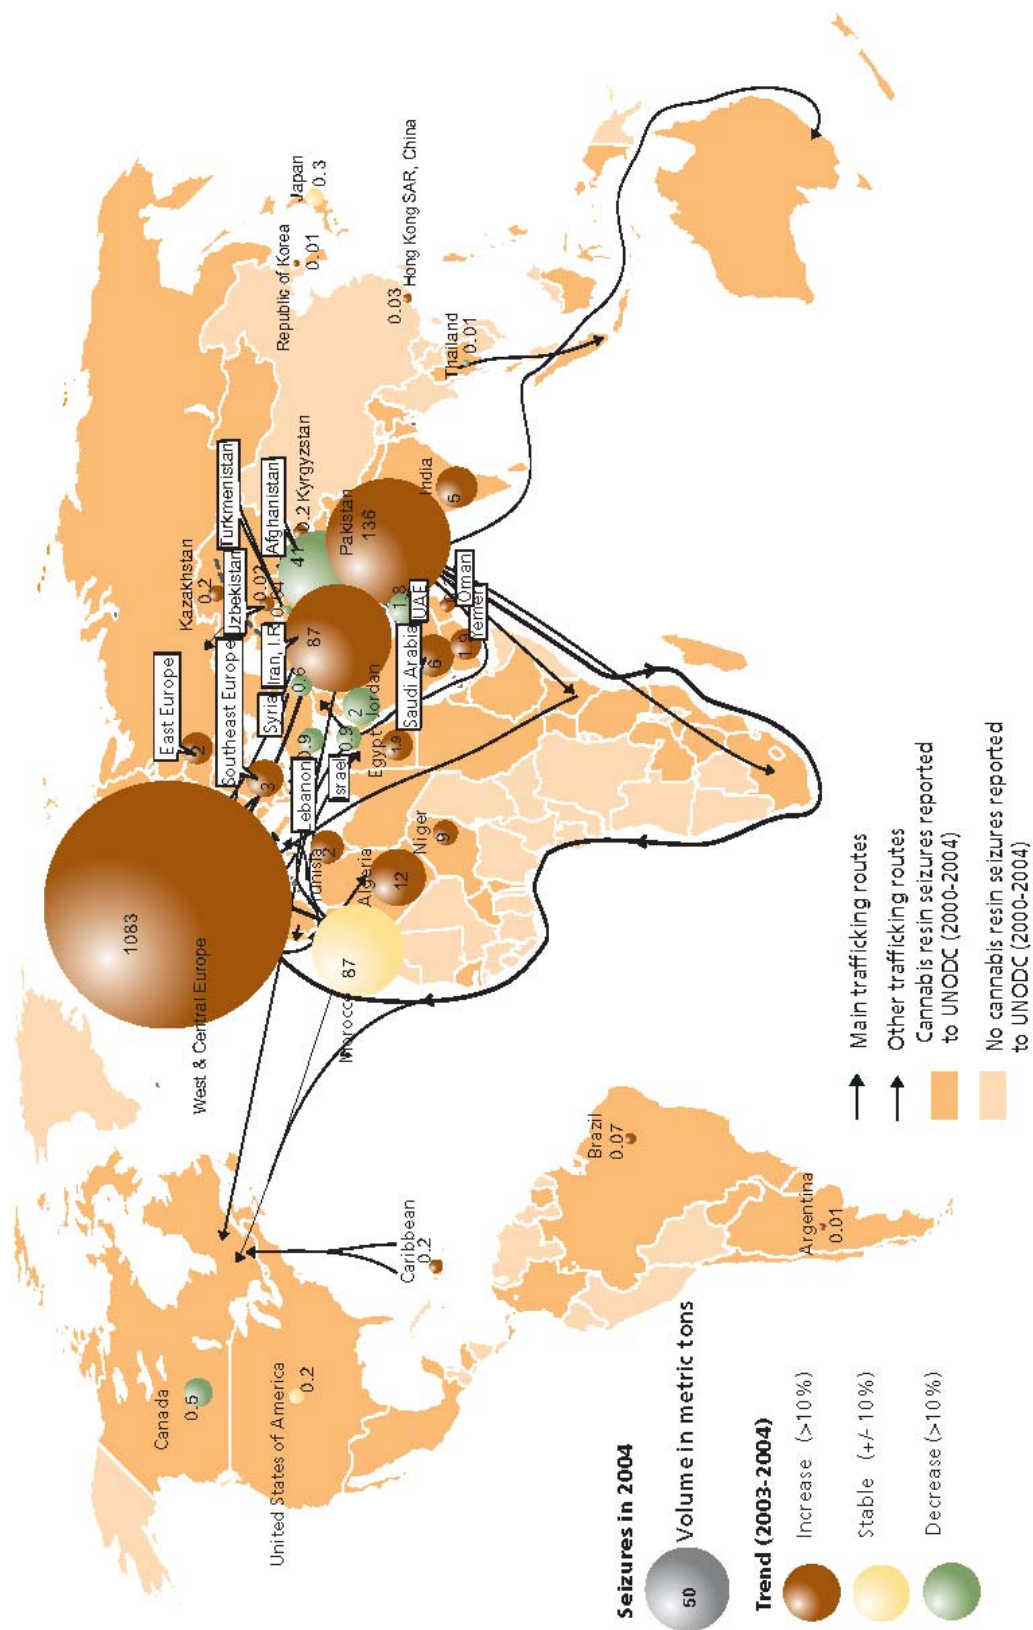 Canada
0.5
United States of America
0.2
Caribbean
0.2
Brazil
0.07
Argentina
0.01
West & Central Europe
1083
Morocco
87
Algeria
12
Tunisia
2
Niger
9
East Europe
2
Southeast Europe
3
Lebanon
0.9
Israel
0.9
Egypt
1.9
Jordan
2
Syria
0.6
Iran, I.R.
87
Saudi Arabia
6
Yemen
1.9
Oman
UAE
1.8
Kazakhstan
0.2
Uzbekistan
0.02
Turkmenistan
Afghanistan
41
0.2 Kyrgyzstan
Pakistan
136
India
5
Thailand
0.01
Hong Kong SAR, China
0.03
Republic of Korea
0.01
Japan
0.3
Seizures in 2004
50
Volume in metric tons
Trend (2003-2004)
Increase (>10%)
Stable (+/- 10%)
Decrease (>10%)
Main trafficking routes
Other trafficking routes
Cannabis resin seizures reported
to UNODC (2000-2004)
No cannabis resin seizures reported
to UNODC (2000-2004)